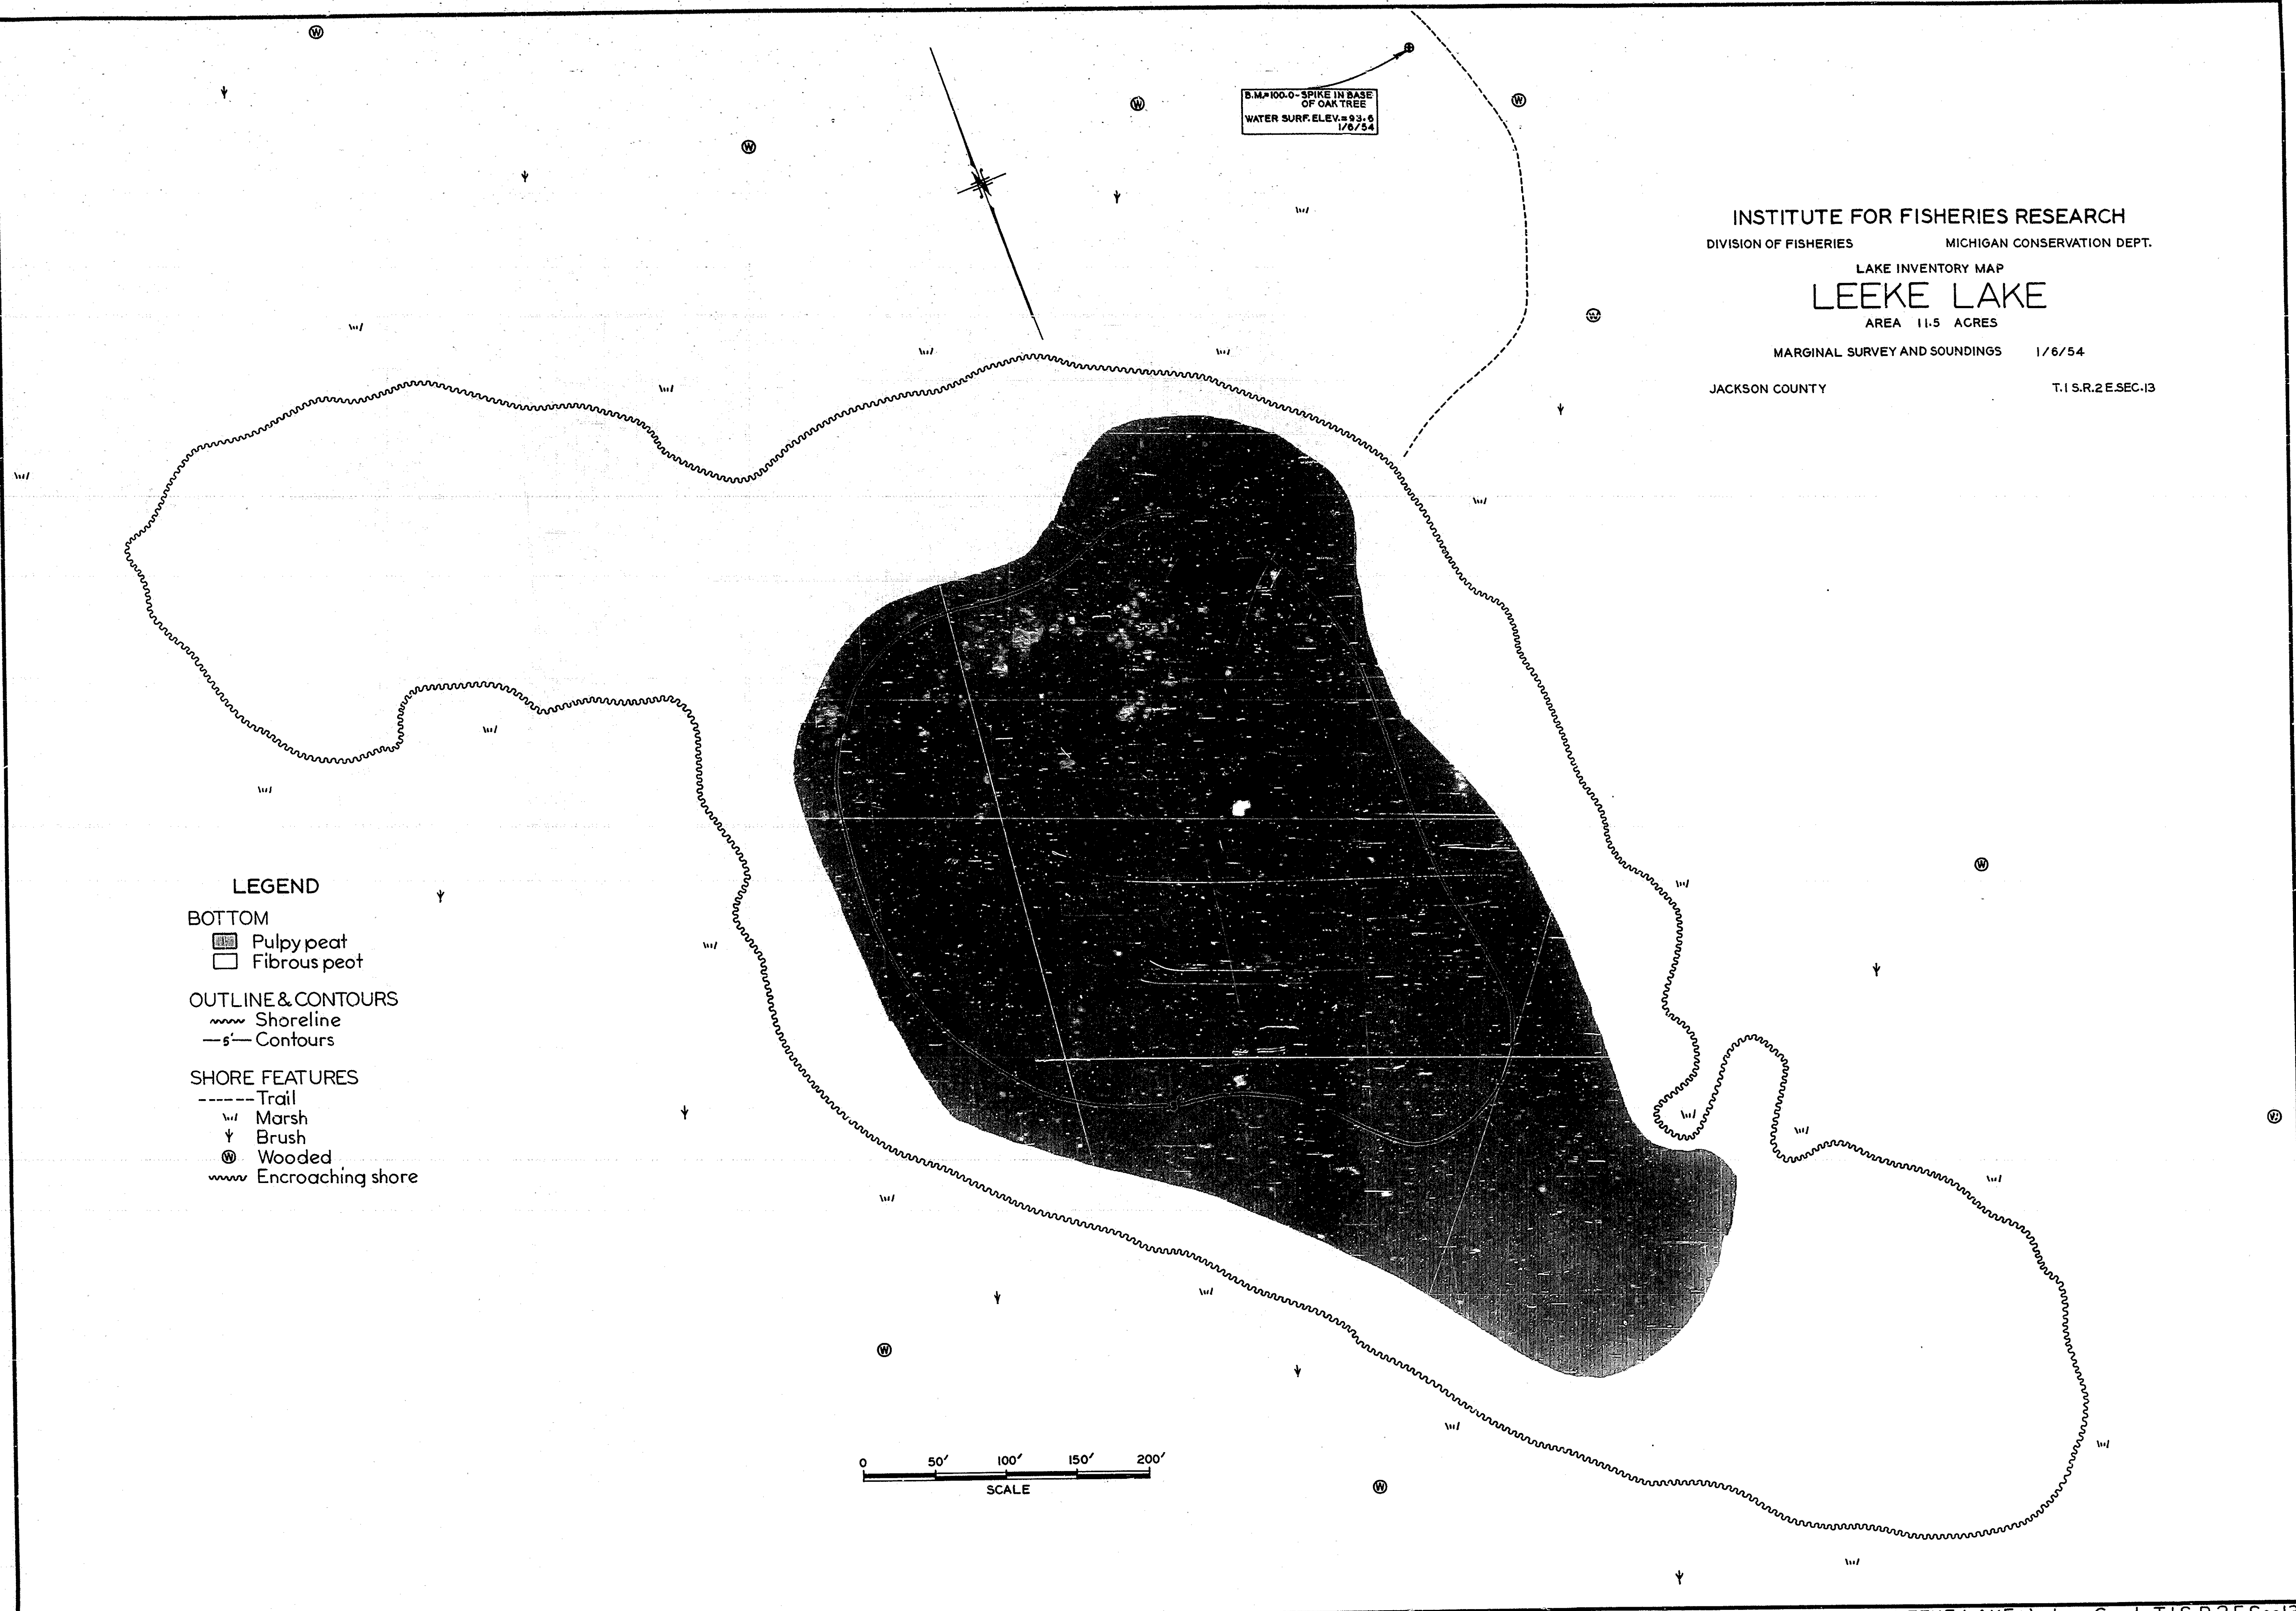 B.M.=100.0-SPIKE IN BASE
OF OAK TREE
WATER SURF. ELEV.=93.6
1/6/54
INSTITUTE FOR FISHERIES RESEARCH
DIVISION OF FISHERIES MICHIGAN CONSERVATION DEPT.
LAKE INVENTORY MAP
LEEKE LAKE
AREA 11.5 ACRES
MARGINAL SURVEY AND SOUNDINGS 1/6/54
JACKSON COUNTY T.1 S.R.2 E.SEC.13
LEGEND
BOTTOM
Pulpy peat
Fibrous peot
OUTLINE & CONTOURS
Shoreline
5' Contours
SHORE FEATURES
Trail
Marsh
Brush
W Wooded
Encroaching shore
0 50' 100' 150' 200'
SCALE